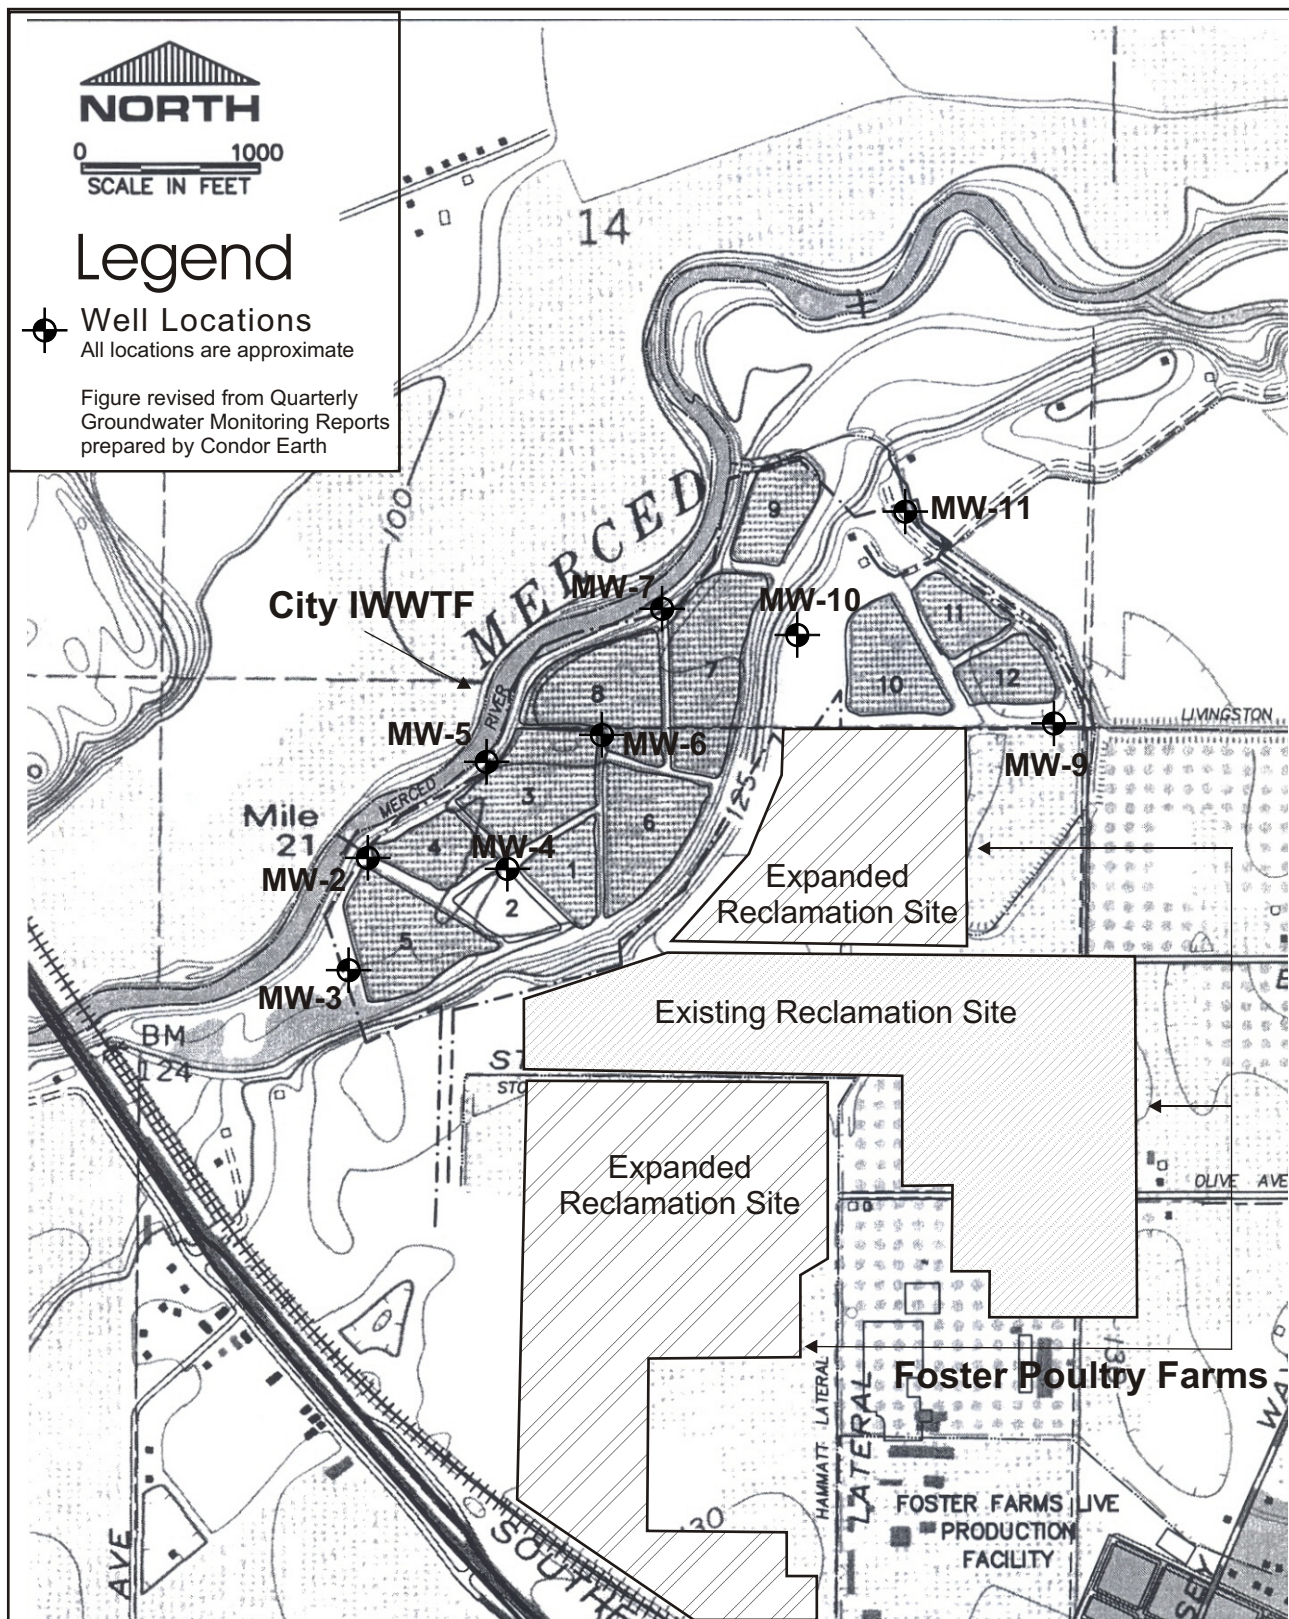 NORTH
0 1000
SCALE IN FEET
Legend
Well Locations
All locations are approximate
Figure revised from Quarterly
Groundwater Monitoring Reports
prepared by Condor Earth
14
100
MERCED
9
MW-11
City IWWTF
MW-7
MW-10
11
7
12
10
8
RIVER
LIVINGSTON
MW-5
MW-6
MW-9
MERCED
3
125
Mile
21
6
4
MW-4
MW-2
1
2
Expanded
Reclamation Site
5
MW-3
E
Existing Reclamation Site
BM
124
ST
STO
Expanded
Reclamation Site
OLIVE AVE
130
Foster Poultry Farms
HAMMATT LATERAL
LATERAL
WA
FOSTER FARMS LIVE
PRODUCTION
FACILITY
AVE
SOUTHE
SEY